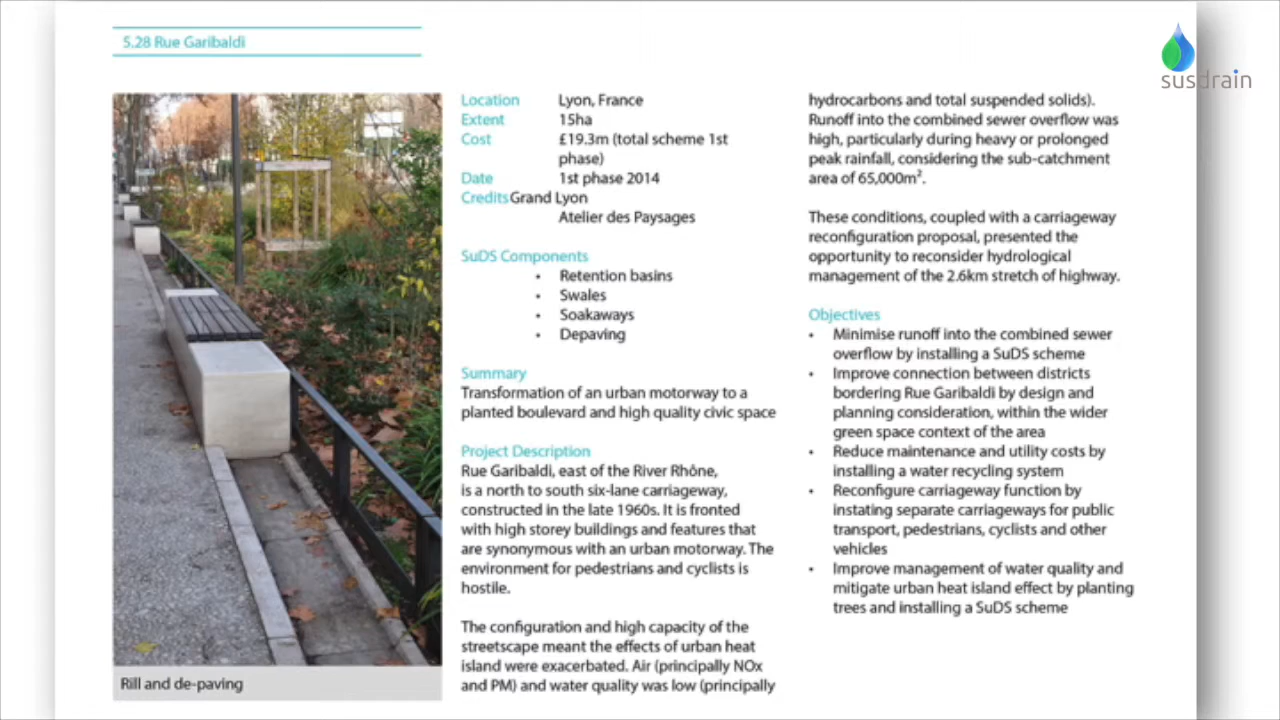 5.28 Rue Garibaldi
susdrain
Rill and de-paving
Location Lyon, France
Extent 15ha
Cost £19.3m (total scheme 1st
phase)
Date 1st phase 2014
Credits Grand Lyon
Atelier des Paysages
SuDS Components
• Retention basins
• Swales
• Soakaways
• Depaving
Summary
Transformation of an urban motorway to a
planted boulevard and high quality civic space
Project Description
Rue Garibaldi, east of the River Rhône,
is a north to south six-lane carriageway,
constructed in the late 1960s. It is fronted
with high storey buildings and features that
are synonymous with an urban motorway. The
environment for pedestrians and cyclists is
hostile.
The configuration and high capacity of the
streetscape meant the effects of urban heat
island were exacerbated. Air (principally NOx
and PM) and water quality was low (principally
hydrocarbons and total suspended solids).
Runoff into the combined sewer overflow was
high, particularly during heavy or prolonged
peak rainfall, considering the sub-catchment
area of 65,000m².
These conditions, coupled with a carriageway
reconfiguration proposal, presented the
opportunity to reconsider hydrological
management of the 2.6km stretch of highway.
Objectives
• Minimise runoff into the combined sewer
overflow by installing a SuDS scheme
• Improve connection between districts
bordering Rue Garibaldi by design and
planning consideration, within the wider
green space context of the area
• Reduce maintenance and utility costs by
installing a water recycling system
• Reconfigure carriageway function by
instating separate carriageways for public
transport, pedestrians, cyclists and other
vehicles
• Improve management of water quality and
mitigate urban heat island effect by planting
trees and installing a SuDS scheme